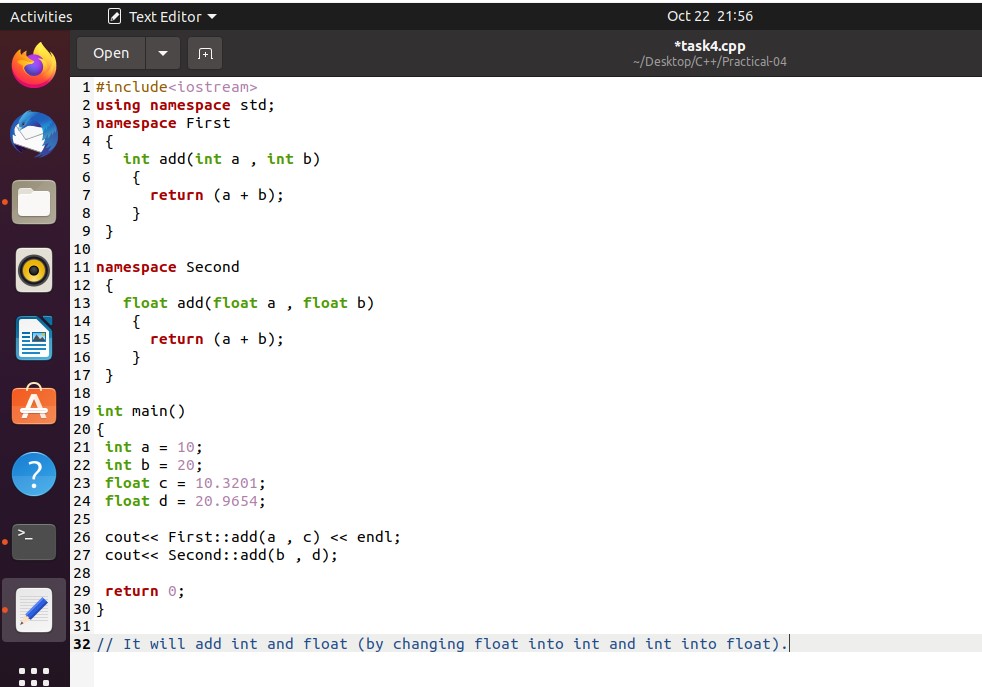 Activities Text Editor Oct 22 21:56
Open *task4.cpp
~/Desktop/C++/Practical-04
1 #include<iostream>
2 using namespace std;
3 namespace First
4  {
5    int add(int a , int b)
6     {
7       return (a + b);
8     }
9  }
10
11 namespace Second
12  {
13    float add(float a , float b)
14     {
15       return (a + b);
16     }
17  }
18
19 int main()
20 {
21  int a = 10;
22  int b = 20;
23  float c = 10.3201;
24  float d = 20.9654;
25
26  cout<< First::add(a , c) << endl;
27  cout<< Second::add(b , d);
28
29  return 0;
30 }
31
32 // It will add int and float (by changing float into int and int into float).